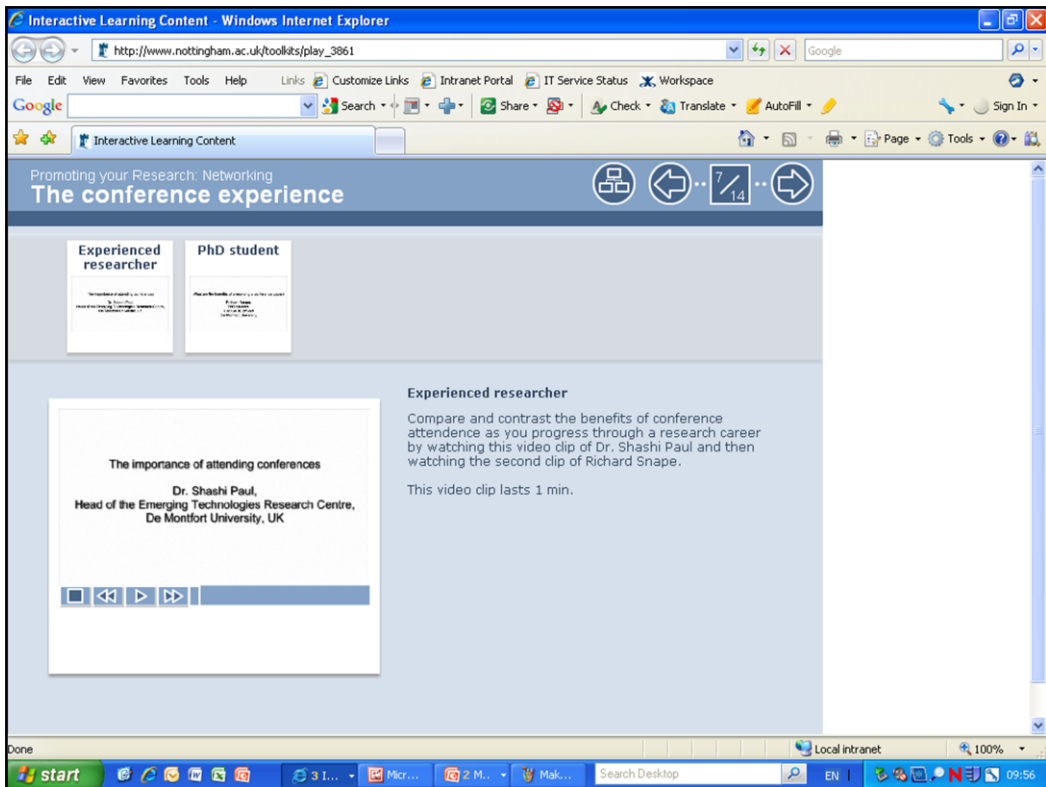 Interactive Learning Content - Windows Internet Explorer
http://www.nottingham.ac.uk/toolkits/play_3861
Google
File Edit View Favorites Tools Help Links Customize Links Intranet Portal IT Service Status Workspace
Google Search Share Check Translate AutoFill Sign In
Interactive Learning Content Page Tools
Promoting your Research: Networking
The conference experience
7/14
Experienced researcher
PhD student
Experienced researcher
Compare and contrast the benefits of conference
attendence as you progress through a research career
by watching this video clip of Dr. Shashi Paul and then
watching the second clip of Richard Snape.
This video clip lasts 1 min.
The importance of attending conferences
Dr. Shashi Paul,
Head of the Emerging Technologies Research Centre,
De Montfort University, UK
Done Local intranet 100%
start 3 I... Micr... 2 M.. Mak... Search Desktop EN 09:56